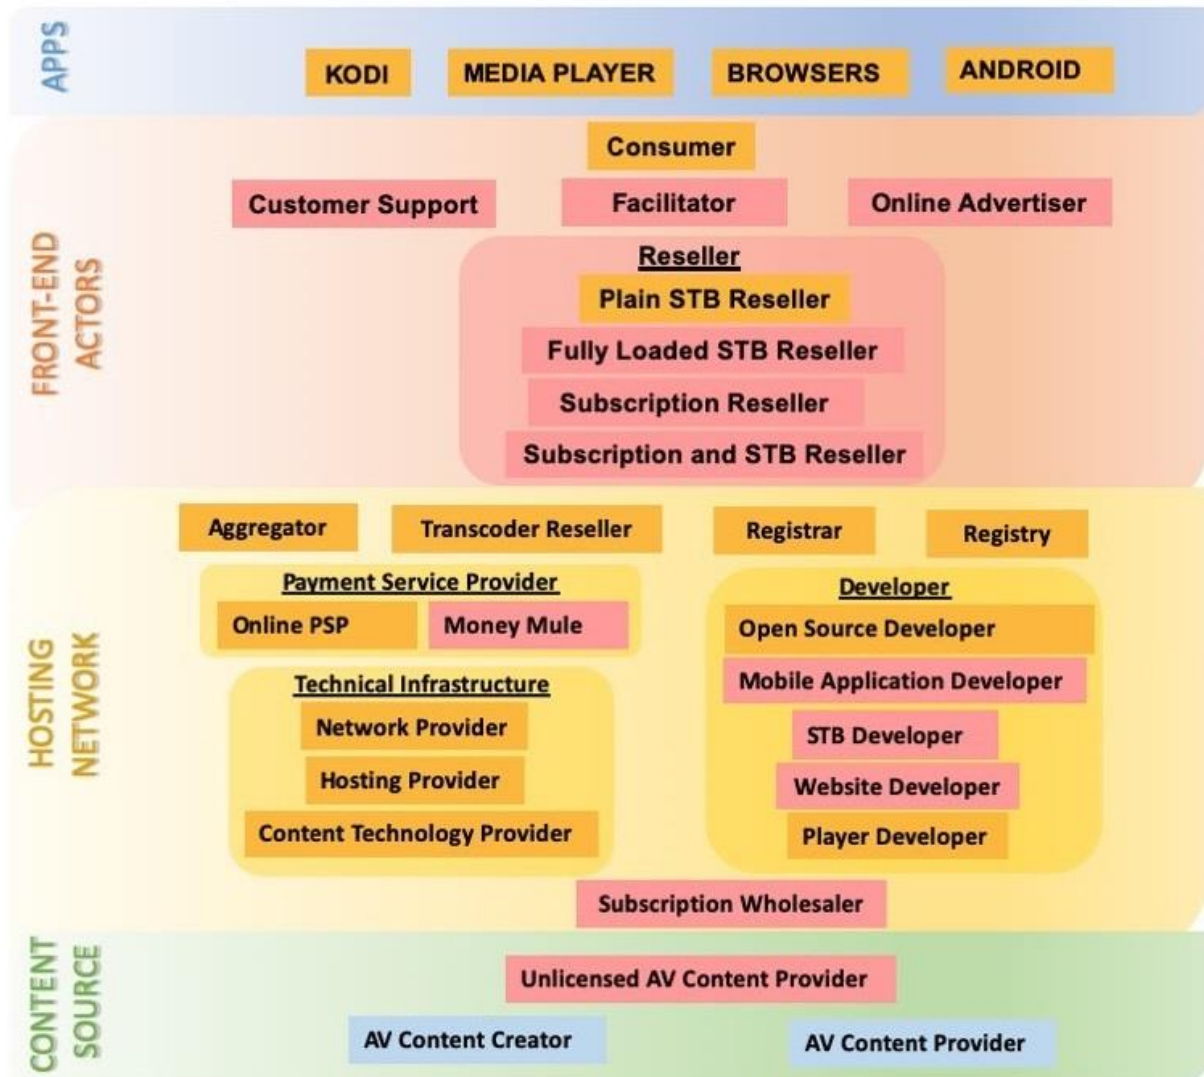 APPS
KODI
MEDIA PLAYER
BROWSERS
ANDROID
FRONT-END
ACTORS
Consumer
Customer Support
Facilitator
Online Advertiser
Reseller
Plain STB Reseller
Fully Loaded STB Reseller
Subscription Reseller
Subscription and STB Reseller
HOSTING
NETWORK
Aggregator
Transcoder Reseller
Registrar
Registry
Payment Service Provider
Online PSP
Money Mule
Technical Infrastructure
Network Provider
Hosting Provider
Content Technology Provider
Developer
Open Source Developer
Mobile Application Developer
STB Developer
Website Developer
Player Developer
Subscription Wholesaler
CONTENT
SOURCE
Unlicensed AV Content Provider
AV Content Creator
AV Content Provider